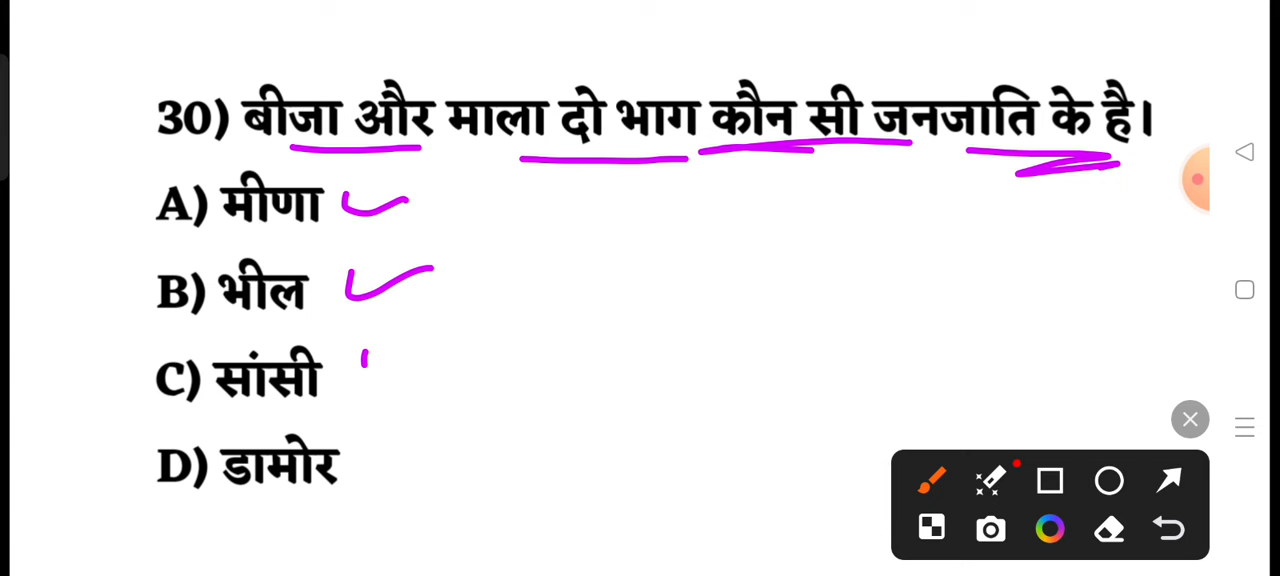 30) बीजा और माला दो भाग कौन सी जनजाति के है।
A) मीणा
B) भील
C) सांसी
D) डामोर